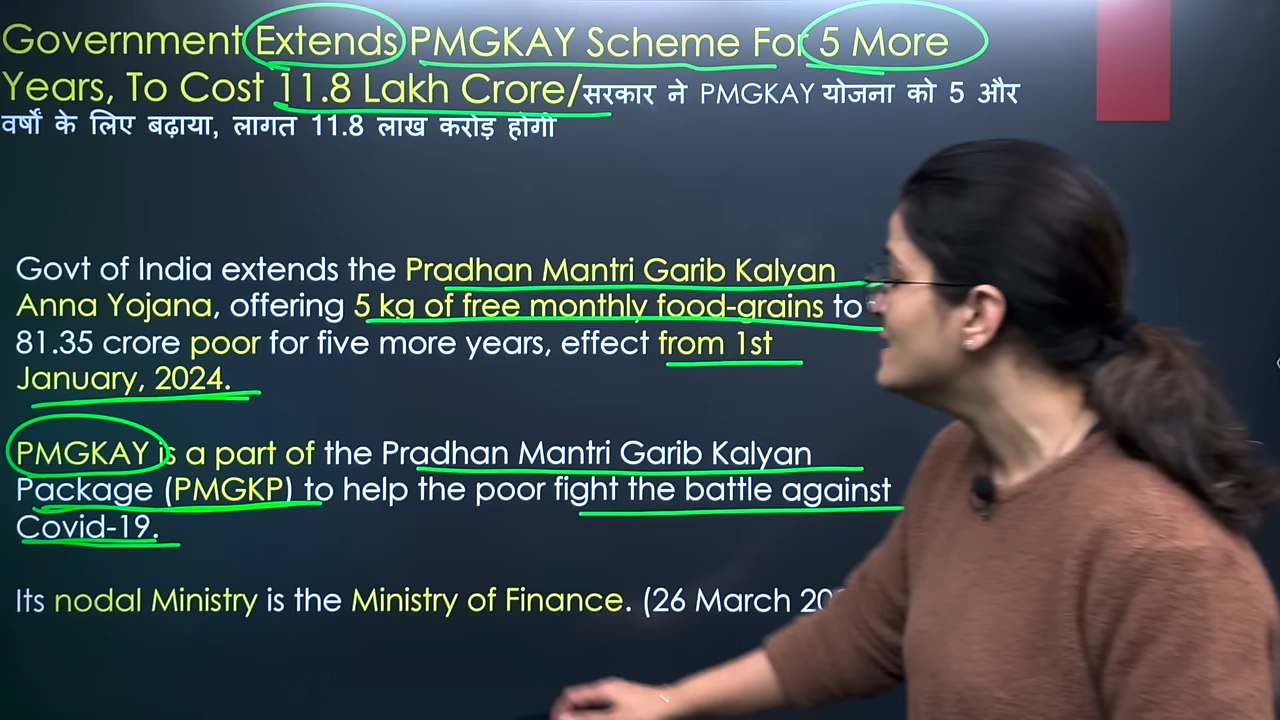 Government Extends PMGKAY Scheme For 5 More
Years, To Cost 11.8 Lakh Crore/सरकार ने PMGKAY योजना को 5 और
वर्षों के लिए बढ़ाया, लागत 11.8 लाख करोड़ होगी
Govt of India extends the Pradhan Mantri Garib Kalyan
Anna Yojana, offering 5 kg of free monthly food-grains to
81.35 crore poor for five more years, effect from 1st
January, 2024.
PMGKAY is a part of the Pradhan Mantri Garib Kalyan
Package (PMGKP) to help the poor fight the battle against
Covid-19.
Its nodal Ministry is the Ministry of Finance. (26 March